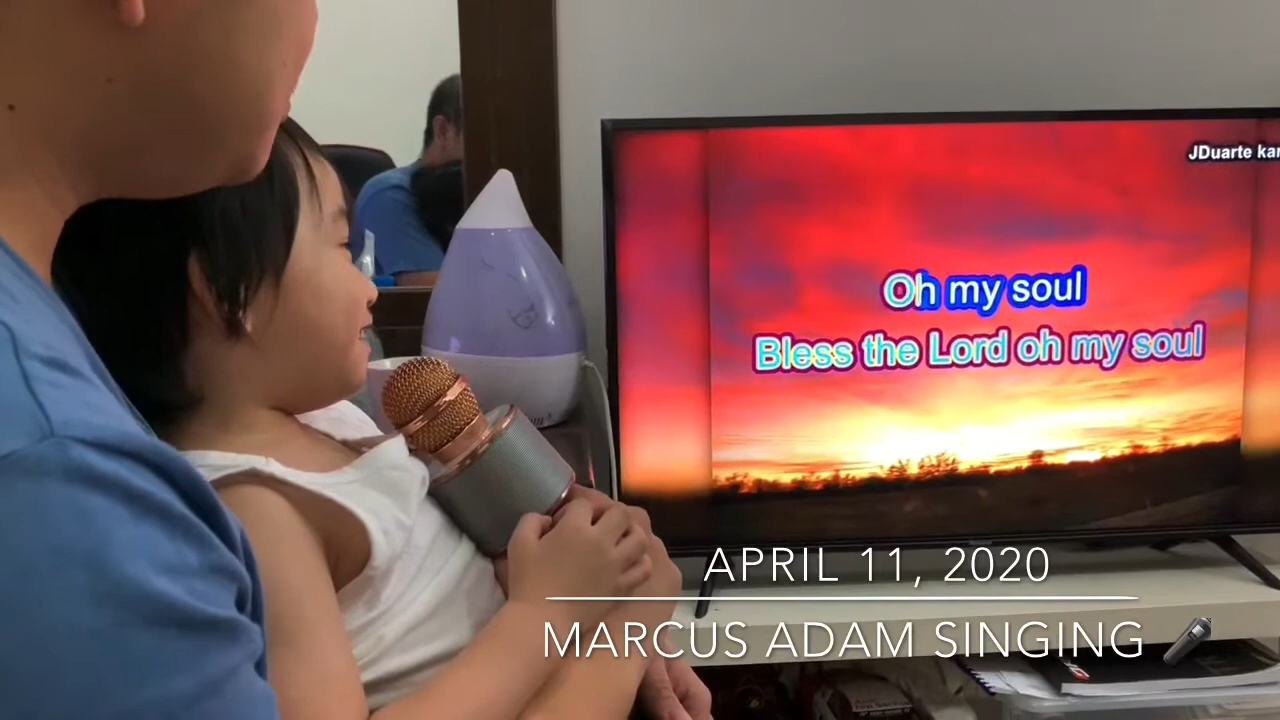 JDuarte kar
Oh my soul
Bless the Lord oh my soul
APRIL 11, 2020
MARCUS ADAM SINGING 🎤